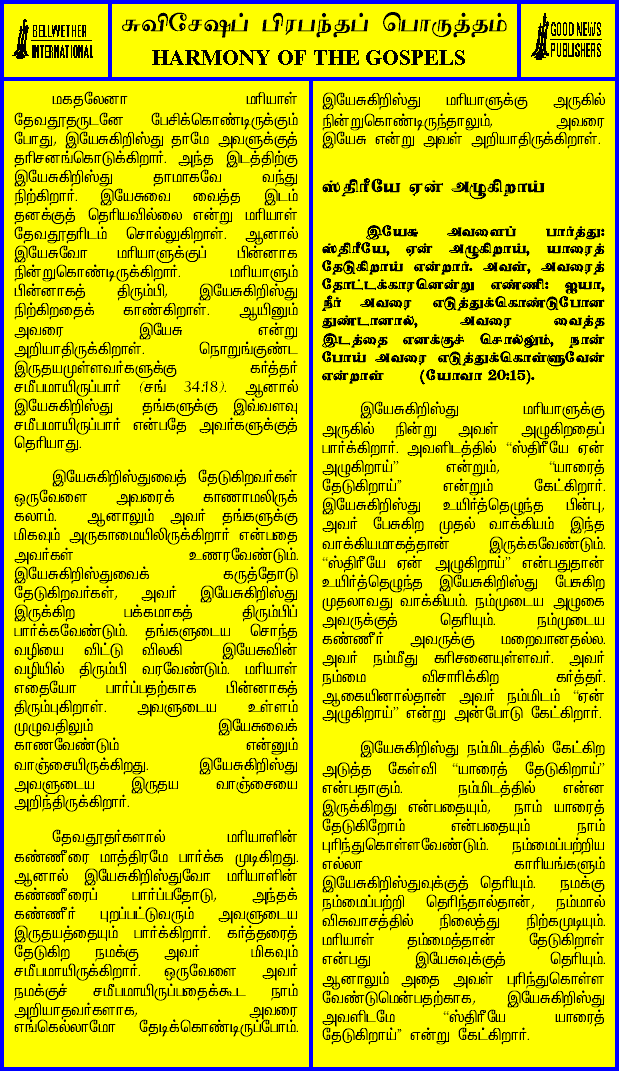 BELLWETHER
INTERNATIONAL
சுவிசேஷப் பிரபந்தப் பொருத்தம்
HARMONY OF THE GOSPELS
GOOD NEWS
PUBLISHERS
மகதலேனா மரியாள்
தேவதூதருடனே பேசிக்கொண்டிருக்கும்
போது, இயேசுகிறிஸ்து தாமே அவளுக்குத்
தரிசனங்கொடுக்கிறார். அந்த இடத்திற்கு
இயேசுகிறிஸ்து தாமாகவே வந்து
நிற்கிறார். இயேசுவை வைத்த இடம்
தனக்குத் தெரியவில்லை என்று மரியாள்
தேவதூதரிடம் சொல்லுகிறாள். ஆனால்
இயேசுவோ மரியாளுக்குப் பின்னாக
நின்றுகொண்டிருக்கிறார். மரியாளும்
பின்னாகத் திரும்பி, இயேசுகிறிஸ்து
நிற்கிறதைக் காண்கிறாள். ஆயினும்
அவரை இயேசு என்று
அறியாதிருக்கிறாள். நொறுங்குண்ட
இருதயமுள்ளவர்களுக்கு கர்த்தர்
சமீபமாயிருப்பார் (சங் 34:18). ஆனால்
இயேசுகிறிஸ்து தங்களுக்கு இவ்வளவு
சமீபமாயிருப்பார் என்பதே அவர்களுக்குத்
தெரியாது.
இயேசுகிறிஸ்துவைத் தேடுகிறவர்கள்
ஒருவேளை அவரைக் காணாமலிருக்
கலாம். ஆனாலும் அவர் தங்களுக்கு
மிகவும் அருகாமையிலிருக்கிறார் என்பதை
அவர்கள் உணரவேண்டும்.
இயேசுகிறிஸ்துவைக் கருத்தோடு
தேடுகிறவர்கள், அவர் இயேசுகிறிஸ்து
இருக்கிற பக்கமாகத் திரும்பிப்
பார்க்கவேண்டும். தங்களுடைய சொந்த
வழியை விட்டு விலகி இயேசுவின்
வழியில் திரும்பி வரவேண்டும். மரியாள்
எதையோ பார்ப்பதற்காக பின்னாகத்
திரும்புகிறாள். அவளுடைய உள்ளம்
முழுவதிலும் இயேசுவைக்
காணவேண்டும் என்னும்
வாஞ்சையிருக்கிறது. இயேசுகிறிஸ்து
அவளுடைய இருதய வாஞ்சையை
அறிந்திருக்கிறார்.
தேவதூதர்களால் மரியாளின்
கண்ணீரை மாத்திரமே பார்க்க முடிகிறது.
ஆனால் இயேசுகிறிஸ்துவோ மரியாளின்
கண்ணீரைப் பார்ப்பதோடு, அந்தக்
கண்ணீர் புறப்பட்டுவரும் அவளுடைய
இருதயத்தையும் பார்க்கிறார். கர்த்தரைத்
தேடுகிற நமக்கு அவர் மிகவும்
சமீபமாயிருக்கிறார். ஒருவேளை அவர்
நமக்குச் சமீபமாயிருப்பதைக்கூட நாம்
அறியாதவர்களாக, அவரை
எங்கெல்லாமோ தேடிக்கொண்டிருப்போம்.
இயேசுகிறிஸ்து மரியாளுக்கு அருகில்
நின்றுகொண்டிருந்தாலும், அவரை
இயேசு என்று அவள் அறியாதிருக்கிறாள்.
ஸ்திரீயே ஏன் அழுகிறாய்
இயேசு அவளைப் பார்த்து:
ஸ்திரீயே, ஏன் அழுகிறாய், யாரைத்
தேடுகிறாய் என்றார். அவள், அவரைத்
தோட்டக்காரனென்று எண்ணி: ஐயா,
நீர் அவரை எடுத்துக்கொண்டுபோன
துண்டானால், அவரை வைத்த
இடத்தை எனக்குச் சொல்லும், நான்
போய் அவரை எடுத்துக்கொள்ளுவேன்
என்றாள் (யோவா 20:15).
இயேசுகிறிஸ்து மரியாளுக்கு
அருகில் நின்று அவள் அழுகிறதைப்
பார்க்கிறார். அவளிடத்தில் “ஸ்திரீயே ஏன்
அழுகிறாய்” என்றும், “யாரைத்
தேடுகிறாய்” என்றும் கேட்கிறார்.
இயேசுகிறிஸ்து உயிர்த்தெழுந்த பின்பு,
அவர் பேசுகிற முதல் வாக்கியம் இந்த
வாக்கியமாகத்தான் இருக்கவேண்டும்.
“ஸ்திரீயே ஏன் அழுகிறாய்” என்பதுதான்
உயிர்த்தெழுந்த இயேசுகிறிஸ்து பேசுகிற
முதலாவது வாக்கியம். நம்முடைய அழுகை
அவருக்குத் தெரியும். நம்முடைய
கண்ணீர் அவருக்கு மறைவானதல்ல.
அவர் நம்மீது கரிசனையுள்ளவர். அவர்
நம்மை விசாரிக்கிற கர்த்தர்.
ஆகையினால்தான் அவர் நம்மிடம் “ஏன்
அழுகிறாய்” என்று அன்போடு கேட்கிறார்.
இயேசுகிறிஸ்து நம்மிடத்தில் கேட்கிற
அடுத்த கேள்வி “யாரைத் தேடுகிறாய்”
என்பதாகும். நம்மிடத்தில் என்ன
இருக்கிறது என்பதையும், நாம் யாரைத்
தேடுகிறோம் என்பதையும் நாம்
புரிந்துகொள்ளவேண்டும். நம்மைப்பற்றிய
எல்லா காரியங்களும்
இயேசுகிறிஸ்துவுக்குத் தெரியும். நமக்கு
நம்மைப்பற்றி தெரிந்தால்தான், நம்மால்
விசுவாசத்தில் நிலைத்து நிற்கமுடியும்.
மரியாள் தம்மைத்தான் தேடுகிறாள்
என்பது இயேசுவுக்குத் தெரியும்.
ஆனாலும் அதை அவள் புரிந்துகொள்ள
வேண்டுமென்பதற்காக, இயேசுகிறிஸ்து
அவளிடமே “ஸ்திரீயே யாரைத்
தேடுகிறாய்” என்று கேட்கிறார்.